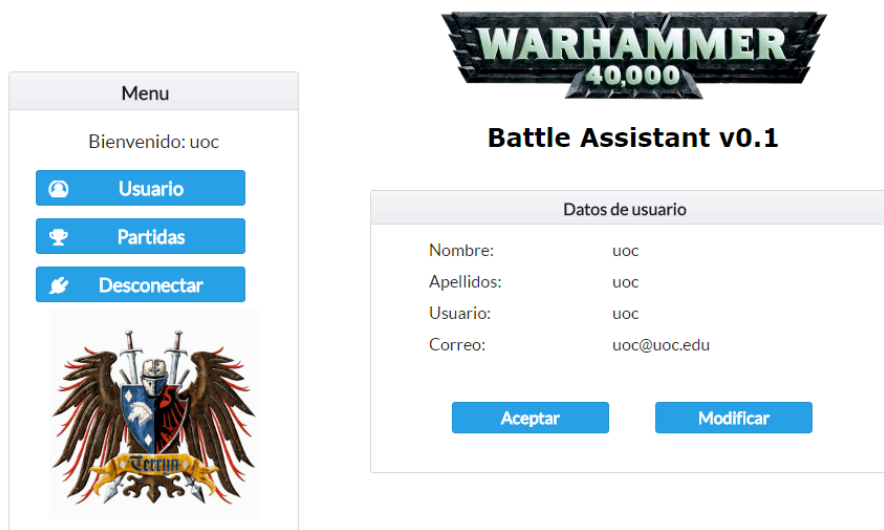 WARHAMMER
40,000
Battle Assistant v0.1
Menu
Bienvenido: uoc
Usuario
Partidas
Desconectar
Terryn
Datos de usuario
Nombre: uoc
Apellidos: uoc
Usuario: uoc
Correo: uoc@uoc.edu
Aceptar Modificar